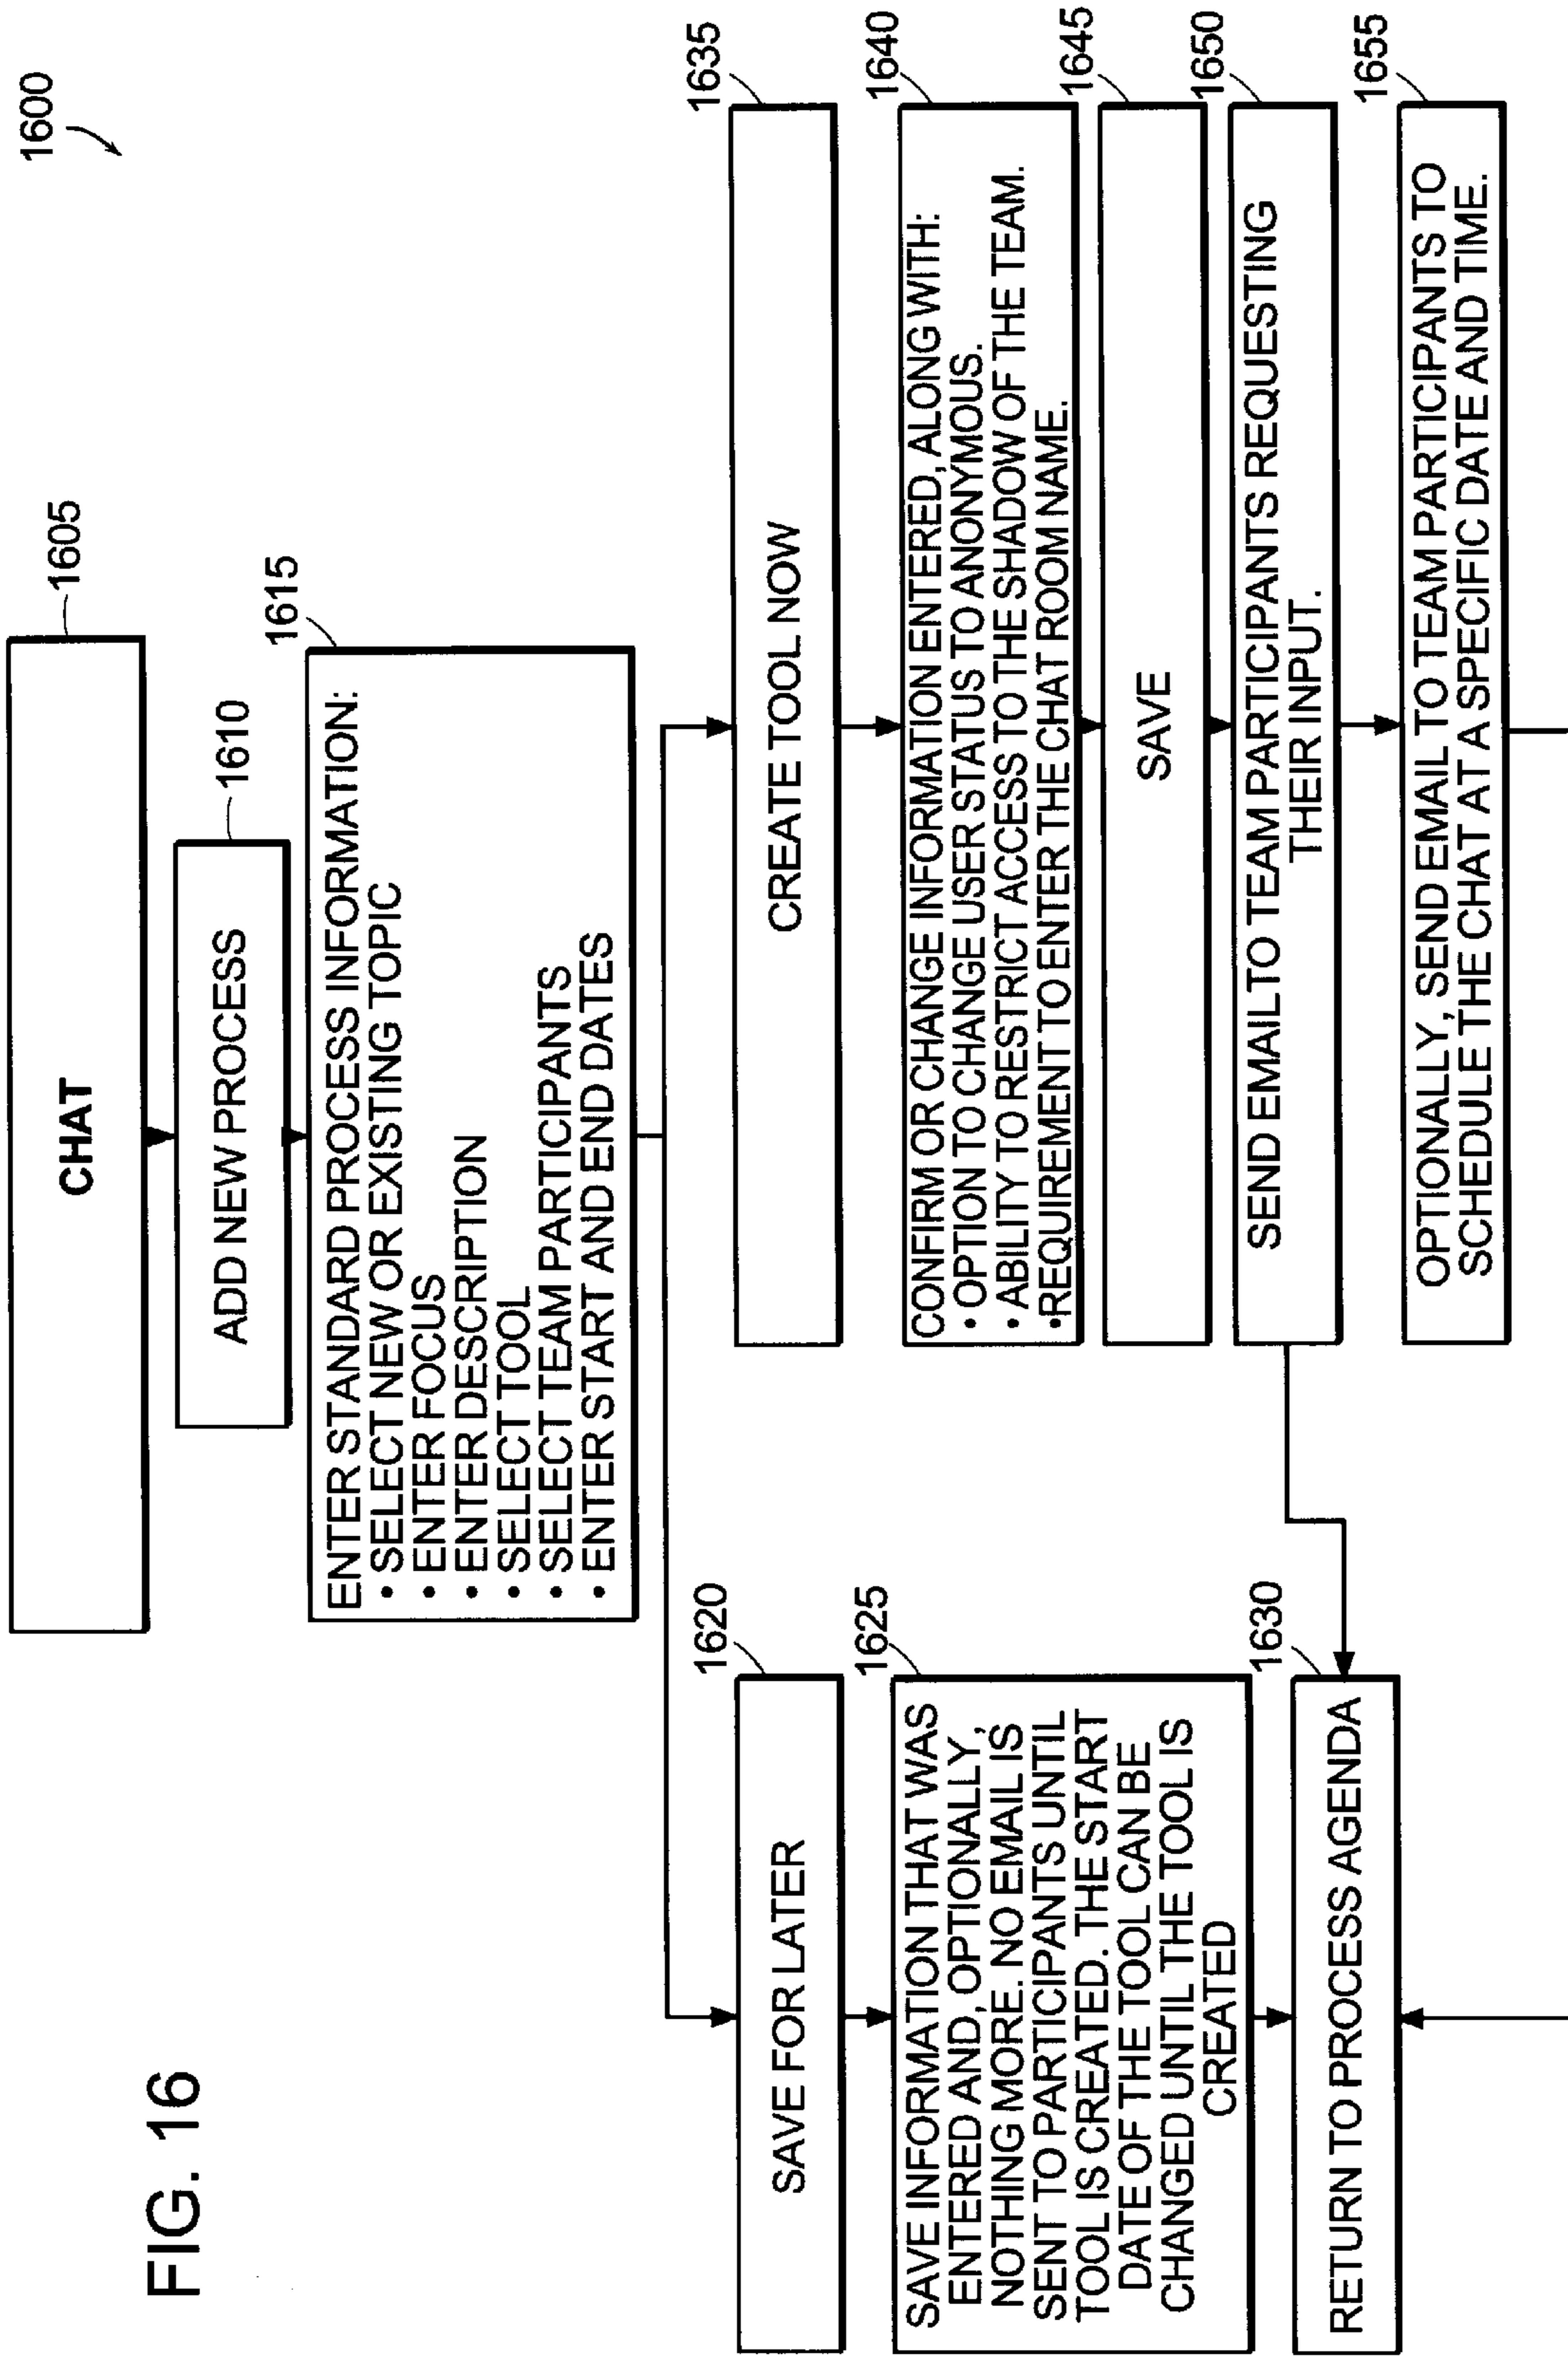 FIG. 16
1600
CHAT
1605
ADD NEW PROCESS
1610
1615
ENTER STANDARD PROCESS INFORMATION:
• SELECT NEW OR EXISTING TOPIC
• ENTER FOCUS
• ENTER DESCRIPTION
• SELECT TOOL
• SELECT TEAM PARTICIPANTS
• ENTER START AND END DATES
1620
SAVE FOR LATER
1625
SAVE INFORMATION THAT WAS
ENTERED AND, OPTIONALLY,
NOTHING MORE. NO EMAIL IS
SENT TO PARTICIPANTS UNTIL
TOOL IS CREATED. THE START
DATE OF THE TOOL CAN BE
CHANGED UNTIL THE TOOL IS
CREATED
1630
RETURN TO PROCESS AGENDA
1635
CREATE TOOL NOW
1640
CONFIRM OR CHANGE INFORMATION ENTERED, ALONG WITH:
• OPTION TO CHANGE USER STATUS TO ANONYMOUS.
• ABILITY TO RESTRICT ACCESS TO THE SHADOW OF THE TEAM.
•REQUIREMENT TO ENTER THE CHAT ROOM NAME.
1645
SAVE
1650
SEND EMAILTO TEAM PARTICIPANTS REQUESTING
THEIR INPUT.
1655
OPTIONALLY, SEND EMAIL TO TEAM PARTICIPANTS TO
SCHEDULE THE CHAT AT A SPECIFIC DATE AND TIME.